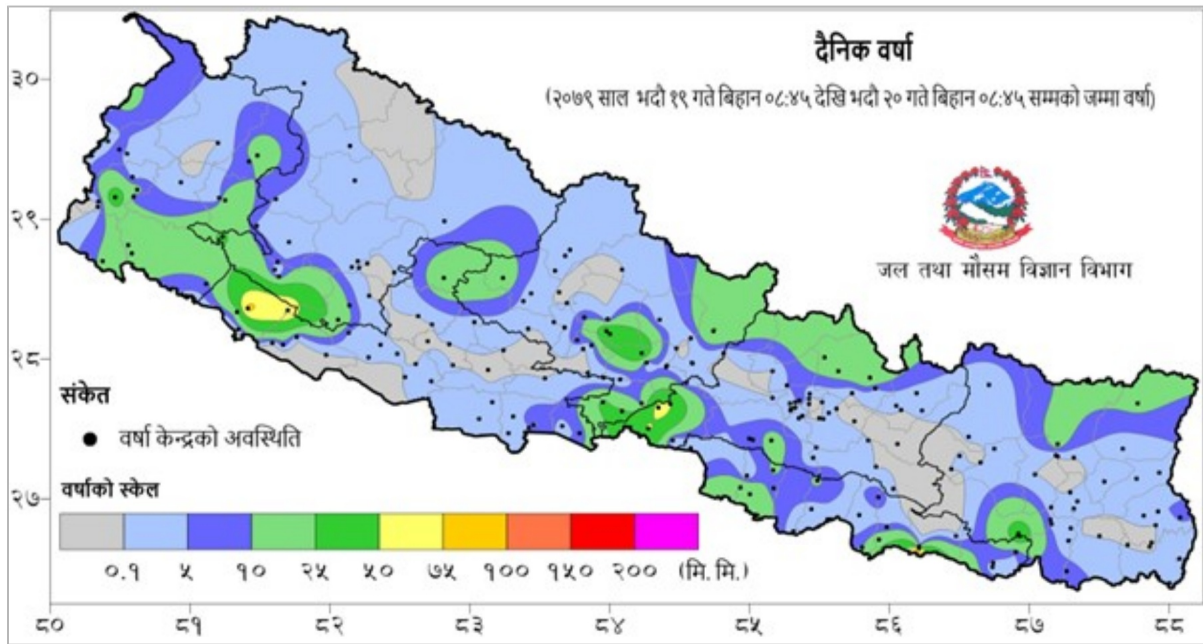 दैनिक वर्षा
(२०७९ साल भदौ १९ गते बिहान ०८:४५ देखि भदौ २० गते बिहान ०८:४५ सम्मको जम्मा वर्षा)
जल तथा मौसम विज्ञान विभाग
३०
२९
२८
२७
संकेत
वर्षा केन्द्रको अवस्थिति
वर्षाको स्केल
०.१ ५ १० २५ ५० ७५ १०० १५० २०० (मि. मि.)
८० ८१ ८२ ८३ ८४ ८५ ८६ ८७ ८८